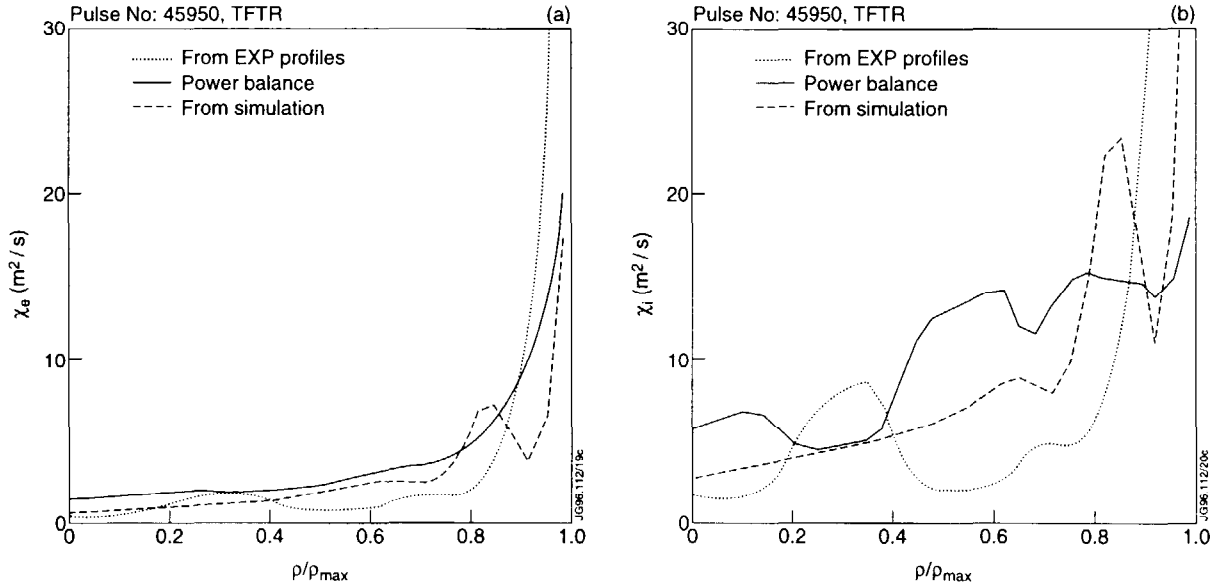 Pulse No: 45950, TFTR (a)
From EXP profiles
Power balance
From simulation
30
20
10
0
χe (m² / s)
0 0.2 0.4 0.6 0.8 1.0
ρ/ρmax
JG96.112/19c
Pulse No: 45950, TFTR (b)
From EXP profiles
Power balance
From simulation
30
20
10
0
χi (m² / s)
0 0.2 0.4 0.6 0.8 1.0
ρ/ρmax
JG96.112/20c